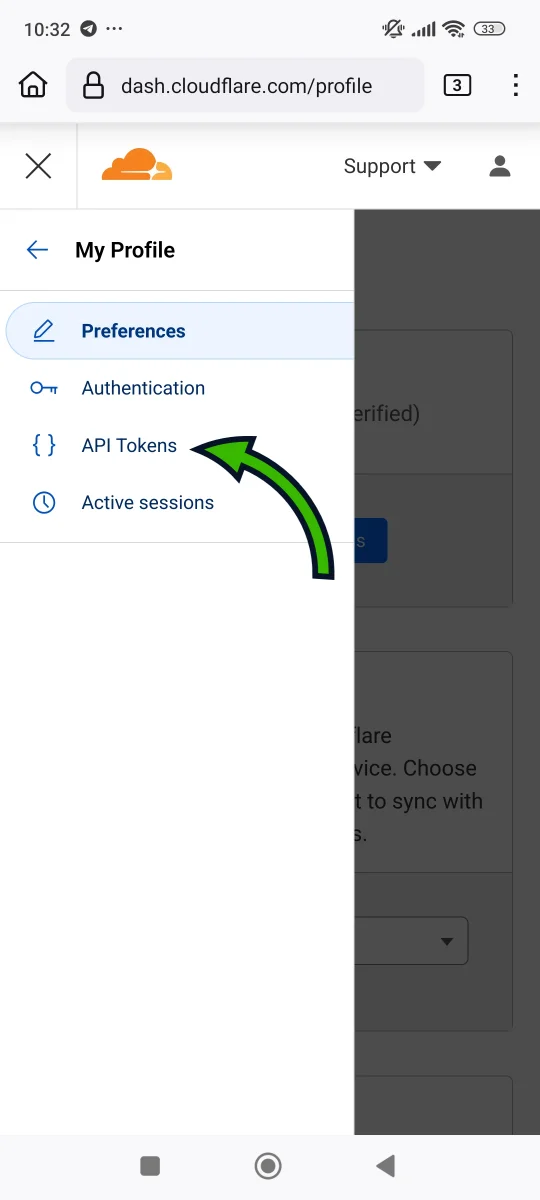 10:32
33
dash.cloudflare.com/profile
3
Support
My Profile
Preferences
Authentication
erified)
API Tokens
Active sessions
s
flare
vice. Choose
t to sync with
s.